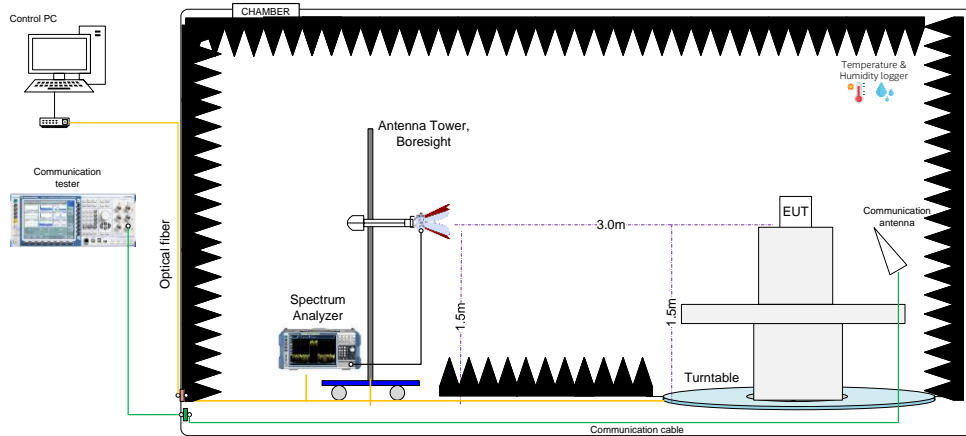 CHAMBER
Control PC
Temperature &
Humidity logger
Antenna Tower,
Boresight
Communication
tester
EUT
Communication
antenna
3.0m
Optical fiber
Spectrum
Analyzer
1.5m
1.5m
Turntable
Communication cable